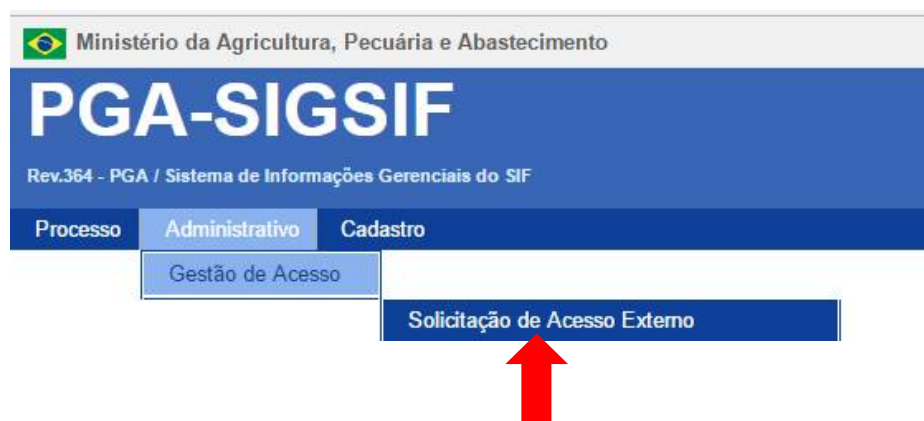 Ministério da Agricultura, Pecuária e Abastecimento
PGA-SIGSIF
Rev.364 - PGA / Sistema de Informações Gerenciais do SIF
Processo Administrativo Cadastro
Gestão de Acesso
Solicitação de Acesso Externo